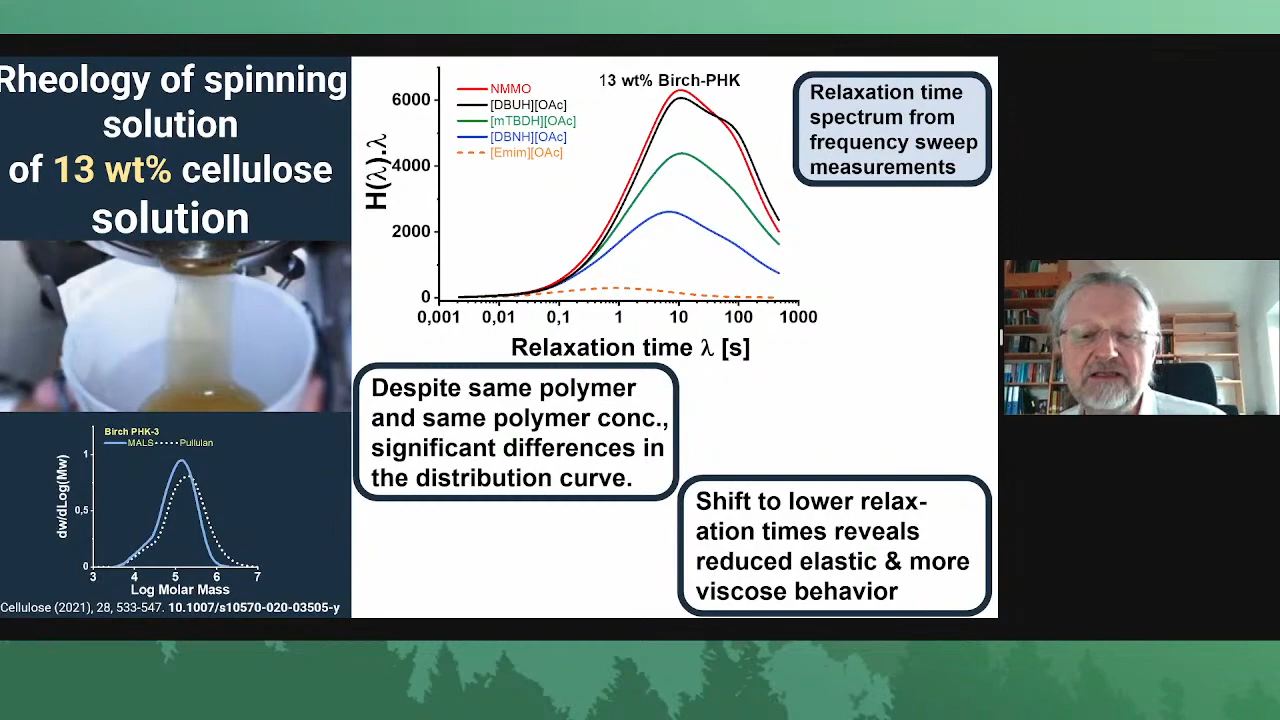 Rheology of spinning
solution
of 13 wt% cellulose
solution
Birch PHK-3
MALS Pullulan
dw/dLog(Mw)
1
0,5
0
3 4 5 6 7
Log Molar Mass
Cellulose (2021), 28, 533-547. 10.1007/s10570-020-03505-y
13 wt% Birch-PHK
NMMO
[DBUH][OAc]
[mTBDH][OAc]
[DBNH][OAc]
[Emim][OAc]
H(λ).λ
6000
4000
2000
0
0,001 0,01 0,1 1 10 100 1000
Relaxation time λ [s]
Relaxation time
spectrum from
frequency sweep
measurements
Despite same polymer
and same polymer conc.,
significant differences in
the distribution curve.
Shift to lower relax-
ation times reveals
reduced elastic & more
viscose behavior